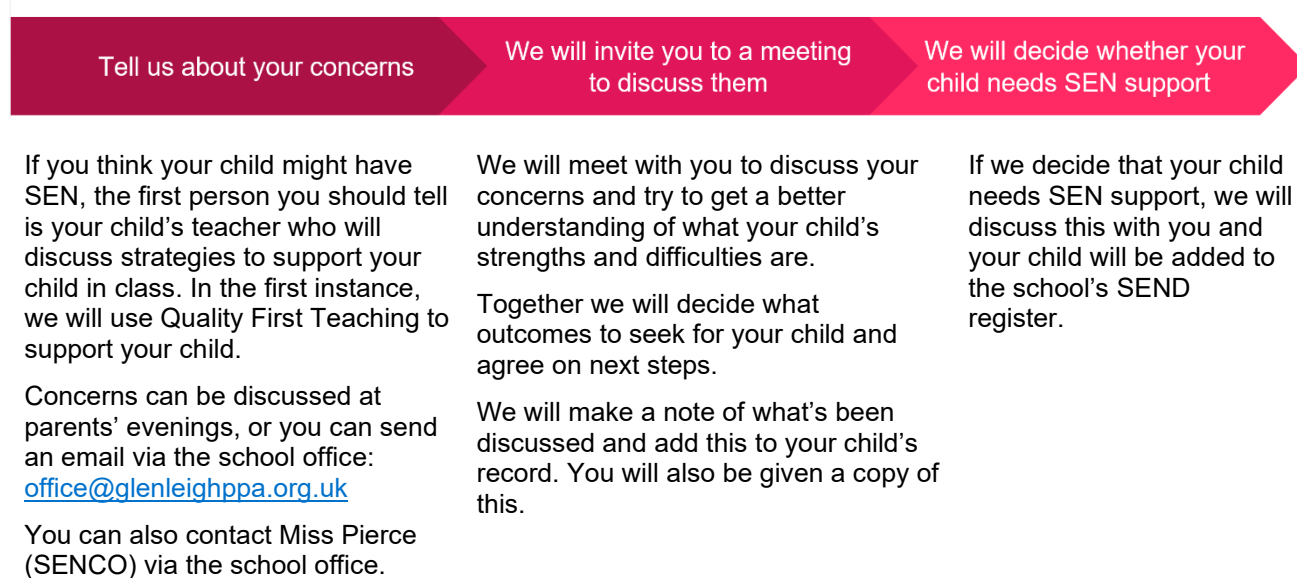 Tell us about your concerns
We will invite you to a meeting
to discuss them
We will decide whether your
child needs SEN support
If you think your child might have
SEN, the first person you should tell
is your child’s teacher who will
discuss strategies to support your
child in class. In the first instance,
we will use Quality First Teaching to
support your child.
Concerns can be discussed at
parents’ evenings, or you can send
an email via the school office:
office@glenleighppa.org.uk
You can also contact Miss Pierce
(SENCO) via the school office.
We will meet with you to discuss your
concerns and try to get a better
understanding of what your child’s
strengths and difficulties are.
Together we will decide what
outcomes to seek for your child and
agree on next steps.
We will make a note of what’s been
discussed and add this to your child’s
record. You will also be given a copy of
this.
If we decide that your child
needs SEN support, we will
discuss this with you and
your child will be added to
the school’s SEND
register.